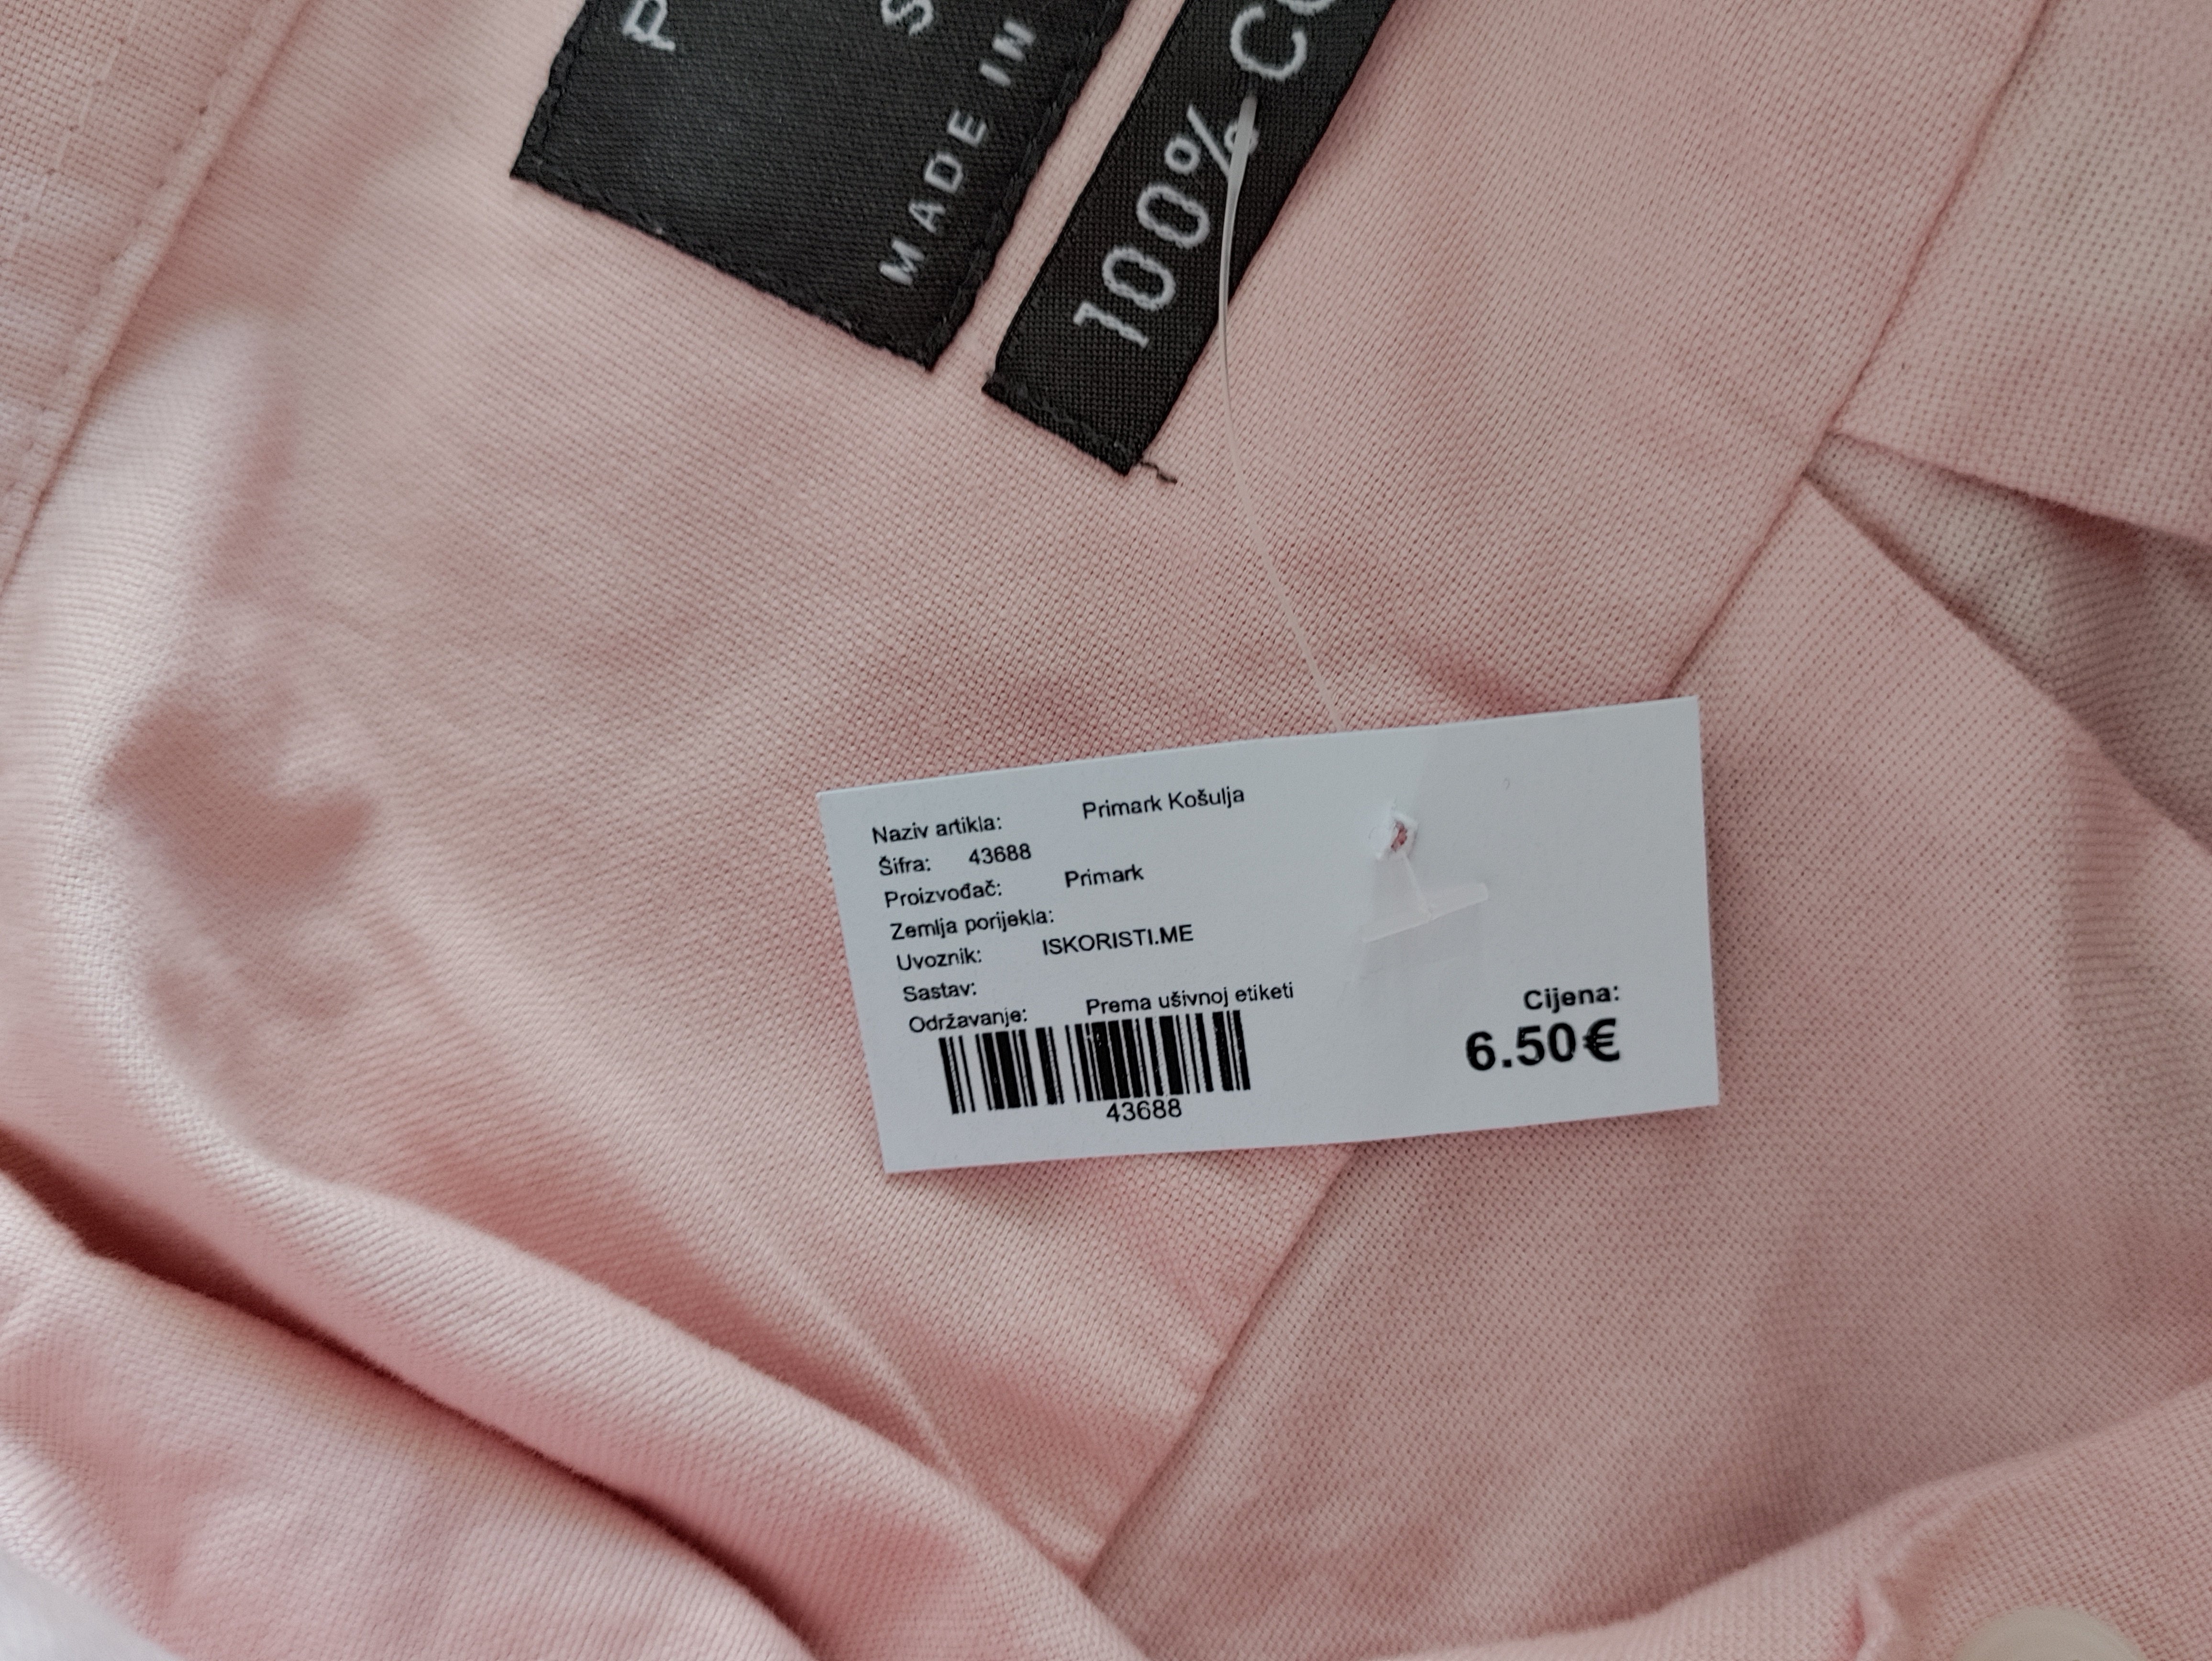 P
S
MADE IN
100% CO
Naziv artikla: Primark Košulja
Šifra: 43688
Proizvođač: Primark
Zemlja porijekla:
Uvoznik: ISKORISTI.ME
Sastav:
Održavanje: Prema ušivnoj etiketi
43688
Cijena:
6.50€